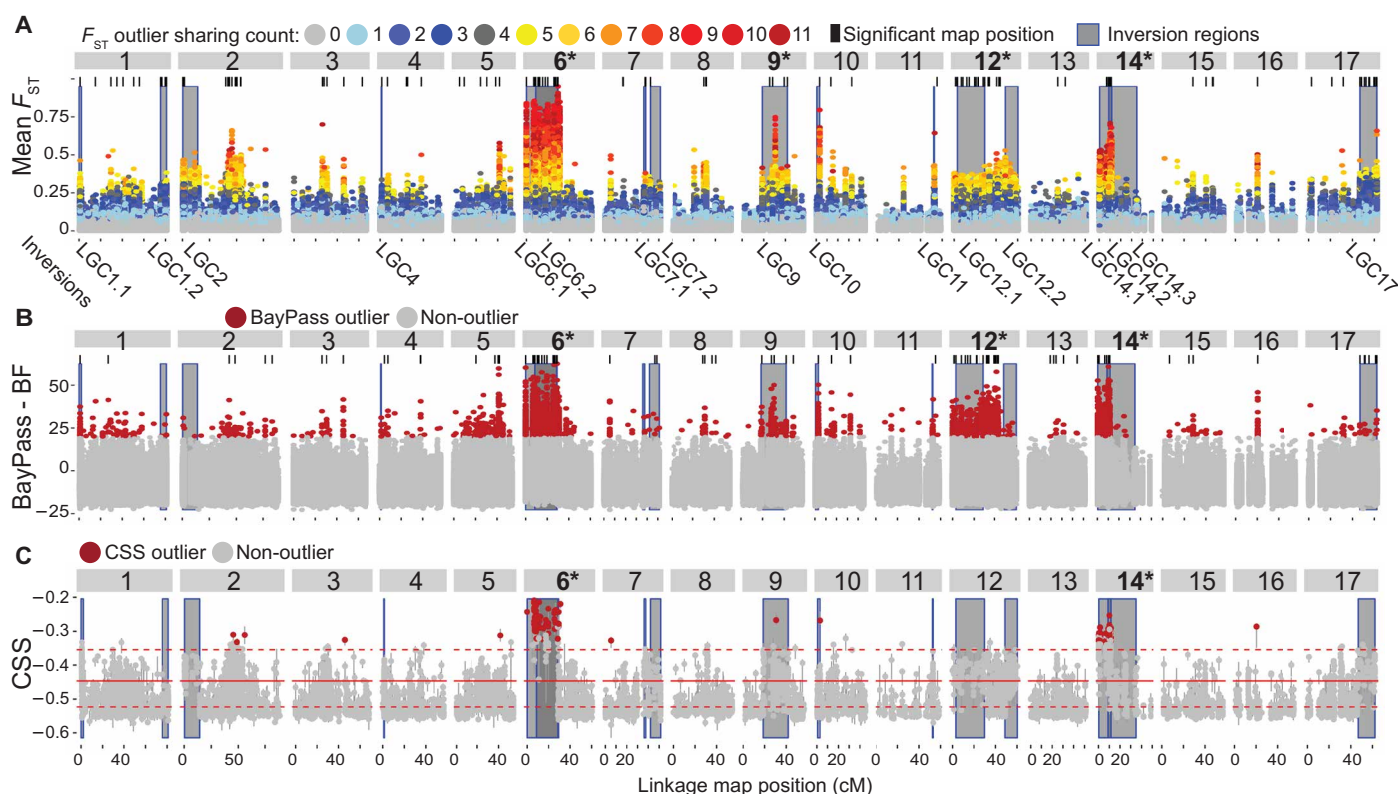 A
F_ST outlier sharing count: 0 1 2 3 4 5 6 7 8 9 10 11 Significant map position Inversion regions
1 2 3 4 5 6* 7 8 9* 10 11 12* 13 14* 15 16 17
Mean F_ST
0.75
0.5
0.25
0
Inversions LGC1.1 LGC1.2 LGC2 LGC4 LGC6.1 LGC6.2 LGC7.1 LGC7.2 LGC9 LGC10 LGC11 LGC12.1 LGC12.2 LGC14.1 LGC14.2 LGC14.3 LGC17
B
BayPass outlier Non-outlier
1 2 3 4 5 6* 7 8 9 10 11 12* 13 14* 15 16 17
BayPass - BF
50
25
0
−25
C
CSS outlier Non-outlier
1 2 3 4 5 6* 7 8 9 10 11 12 13 14* 15 16 17
CSS
−0.2
−0.3
−0.4
−0.5
−0.6
0 40 0 50 0 40 0 40 0 40 0 40 0 20 0 40 0 40 0 20 0 20 0 40 0 40 0 20 0 40 0 40 0 40
Linkage map position (cM)